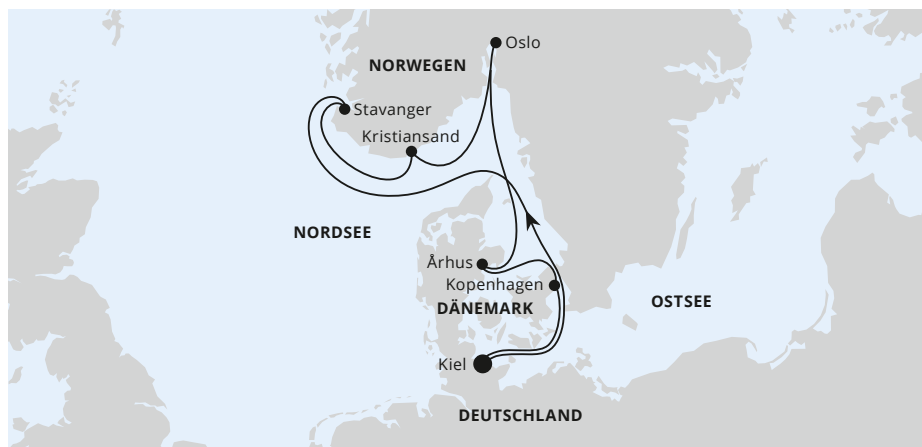 Oslo
NORWEGEN
Stavanger
Kristiansand
NORDSEE
Århus
Kopenhagen
OSTSEE
DÄNEMARK
Kiel
DEUTSCHLAND